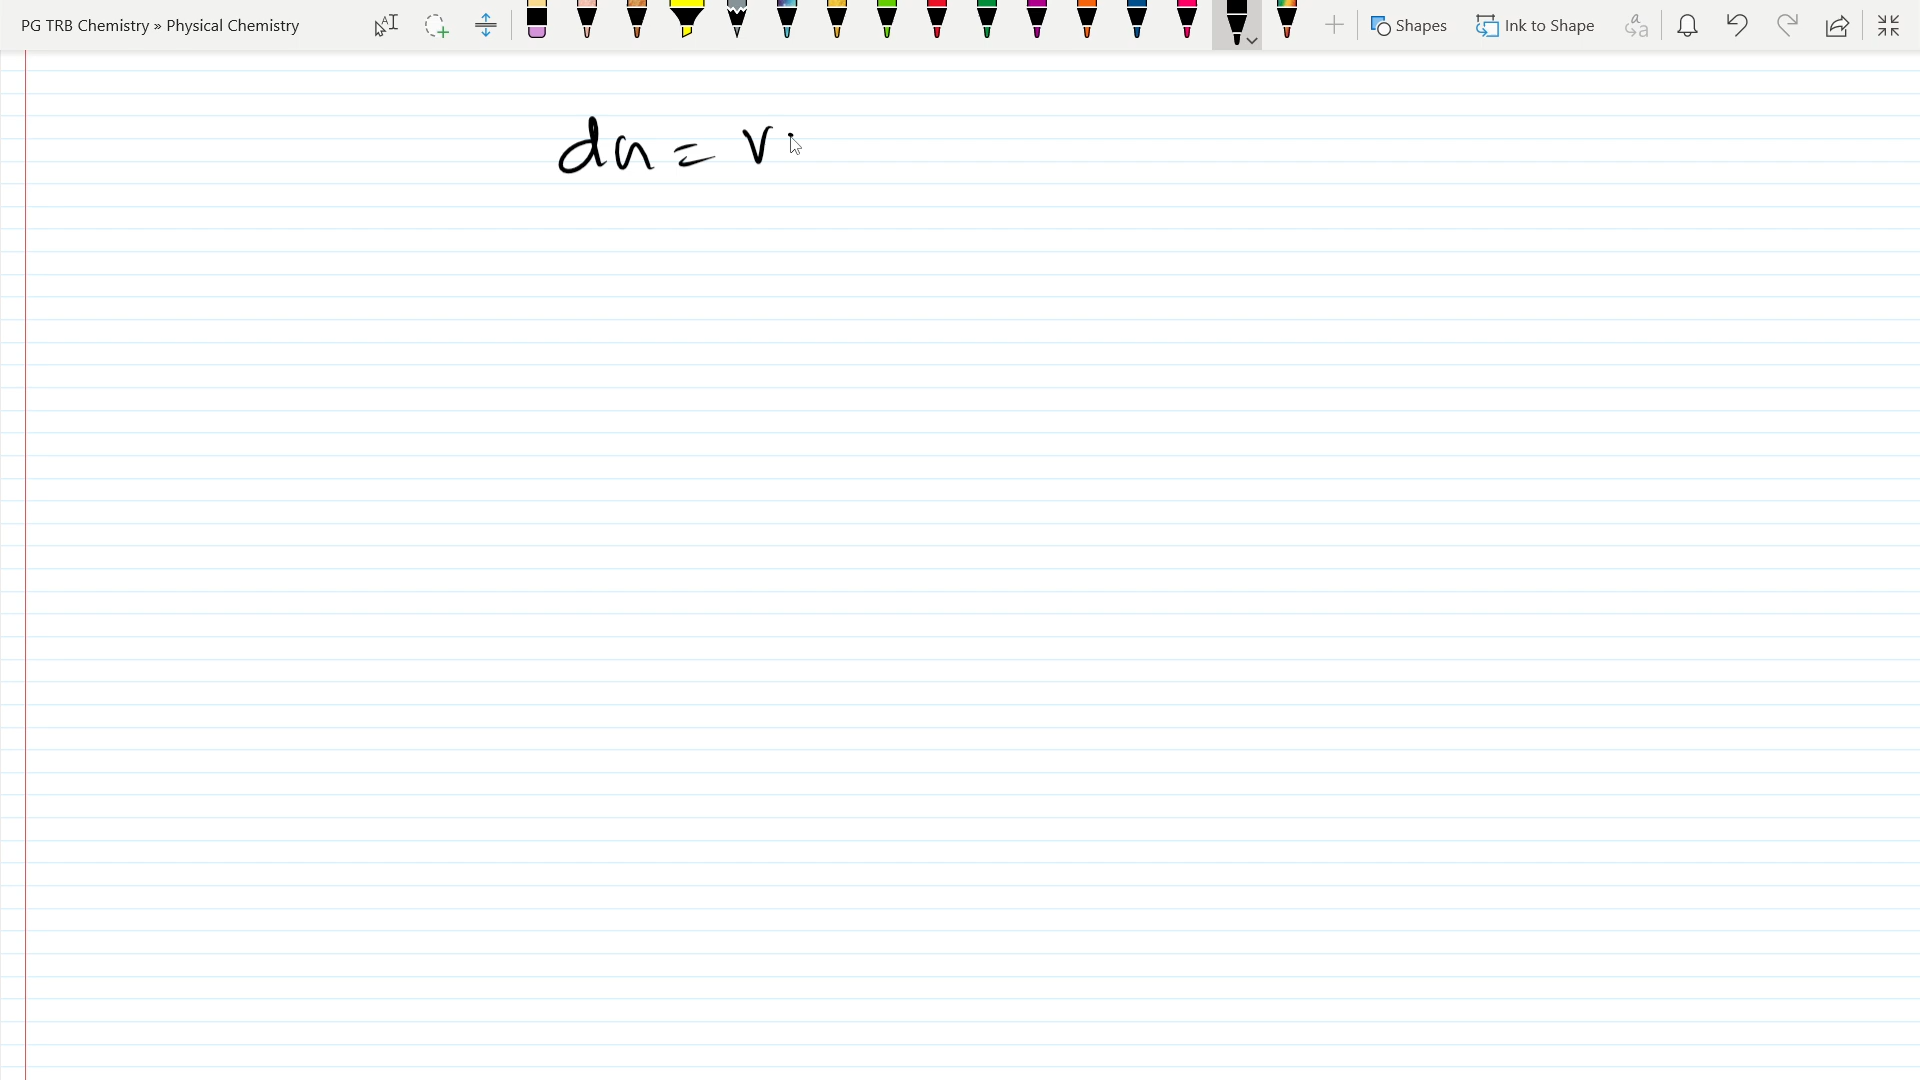 PG TRB Chemistry » Physical Chemistry Shapes Ink to Shape
dn = v